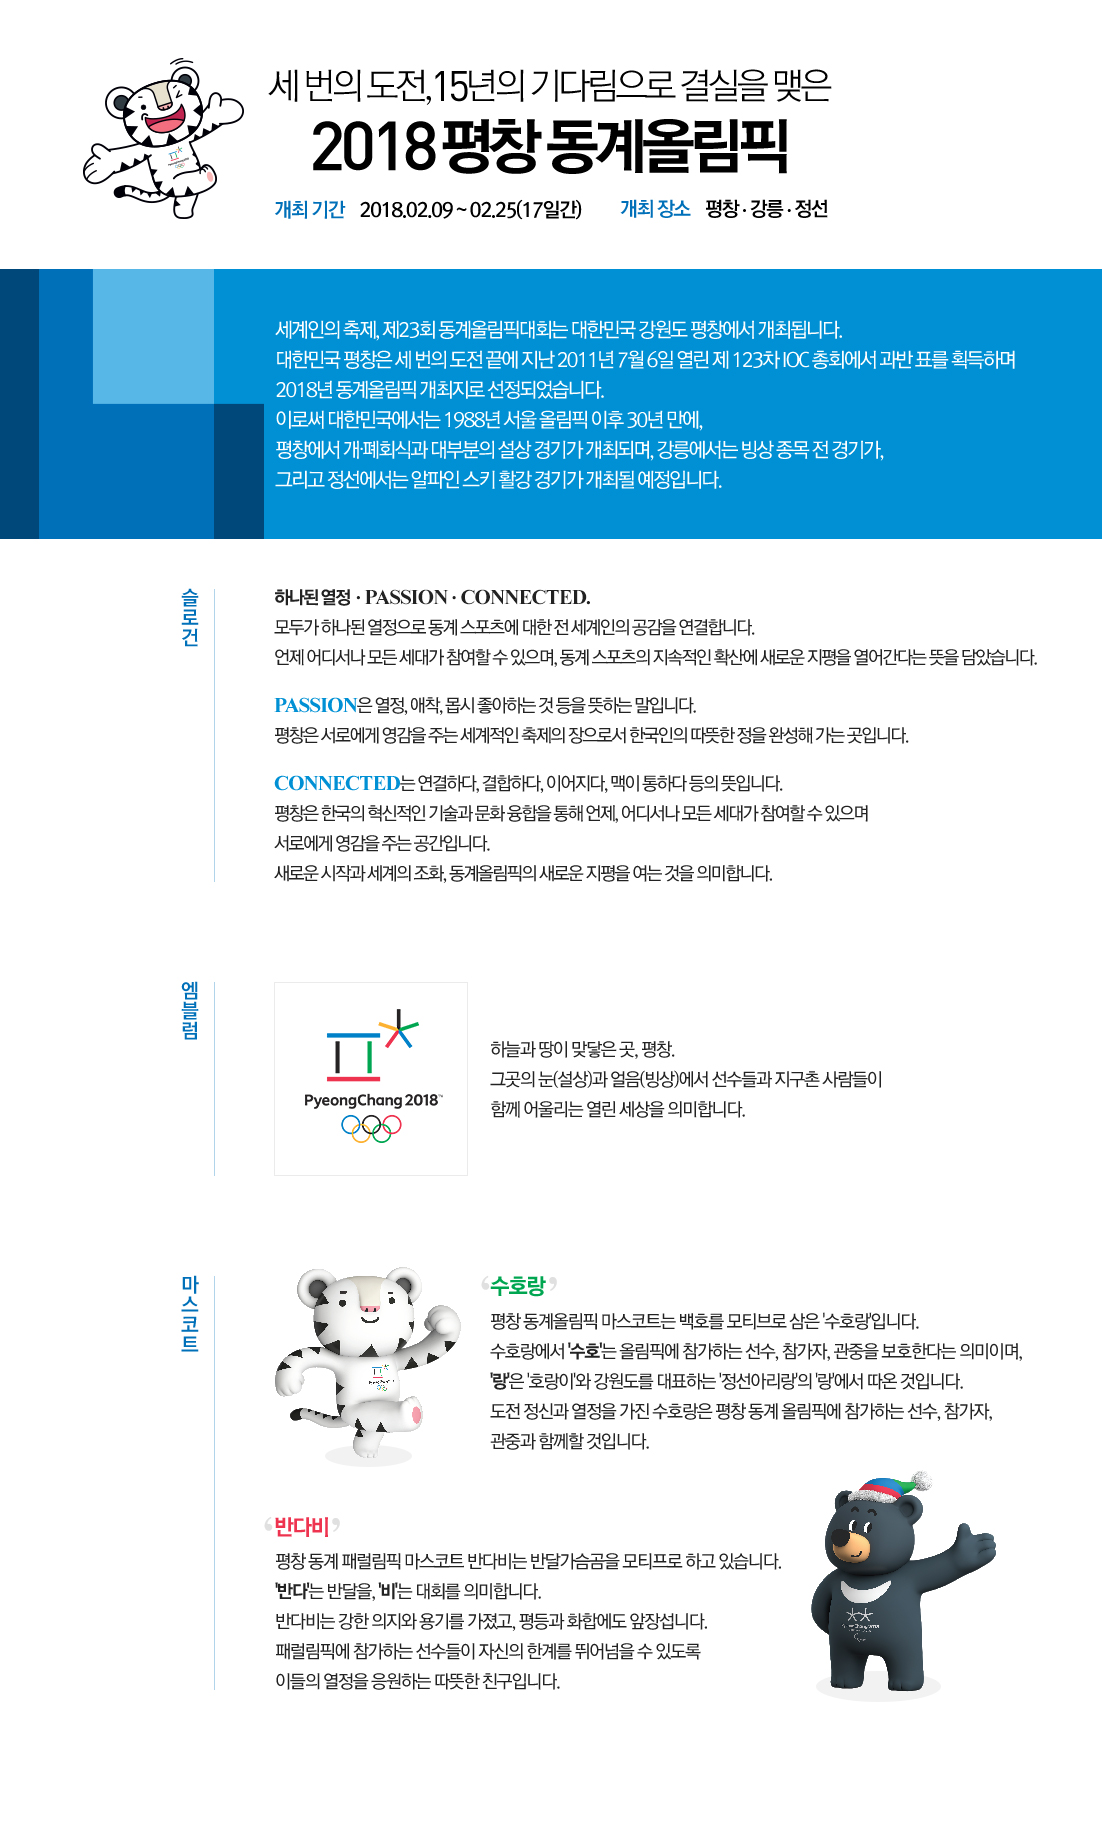 세 번의 도전, 15년의 기다림으로 결실을 맺은
2018 평창 동계올림픽
개최 기간 2018.02.09 ~ 02.25(17일간) 개최 장소 평창 · 강릉 · 정선
세계인의 축제, 제23회 동계올림픽대회는 대한민국 강원도 평창에서 개최됩니다.
대한민국 평창은 세 번의 도전 끝에 지난 2011년 7월 6일 열린 제 123차 IOC 총회에서 과반 표를 획득하며
2018년 동계올림픽 개최지로 선정되었습니다.
이로써 대한민국에서는 1988년 서울 올림픽 이후 30년 만에,
평창에서 개·폐회식과 대부분의 설상 경기가 개최되며, 강릉에서는 빙상 종목 전 경기가,
그리고 정선에서는 알파인 스키 활강 경기가 개최될 예정입니다.
슬로건
하나된 열정 · PASSION · CONNECTED.
모두가 하나된 열정으로 동계 스포츠에 대한 전 세계인의 공감을 연결합니다.
언제 어디서나 모든 세대가 참여할 수 있으며, 동계 스포츠의 지속적인 확산에 새로운 지평을 열어간다는 뜻을 담았습니다.
PASSION은 열정, 애착, 몹시 좋아하는 것 등을 뜻하는 말입니다.
평창은 서로에게 영감을 주는 세계적인 축제의 장으로서 한국인의 따뜻한 정을 완성해 가는 곳입니다.
CONNECTED는 연결하다, 결합하다, 이어지다, 맥이 통하다 등의 뜻입니다.
평창은 한국의 혁신적인 기술과 문화 융합을 통해 언제, 어디서나 모든 세대가 참여할 수 있으며
서로에게 영감을 주는 공간입니다.
새로운 시작과 세계의 조화, 동계올림픽의 새로운 지평을 여는 것을 의미합니다.
엠블럼
PyeongChang 2018™
하늘과 땅이 맞닿은 곳, 평창.
그곳의 눈(설상)과 얼음(빙상)에서 선수들과 지구촌 사람들이
함께 어울리는 열린 세상을 의미합니다.
마스코트
‘수호랑’
평창 동계올림픽 마스코트는 백호를 모티브로 삼은 '수호랑'입니다.
수호랑에서 '수호'는 올림픽에 참가하는 선수, 참가자, 관중을 보호한다는 의미이며,
'랑'은 '호랑이'와 강원도를 대표하는 '정선아리랑'의 '랑'에서 따온 것입니다.
도전 정신과 열정을 가진 수호랑은 평창 동계 올림픽에 참가하는 선수, 참가자,
관중과 함께할 것입니다.
‘반다비’
평창 동계 패럴림픽 마스코트 반다비는 반달가슴곰을 모티프로 하고 있습니다.
'반다'는 반달을, '비'는 대회를 의미합니다.
반다비는 강한 의지와 용기를 가졌고, 평등과 화합에도 앞장섭니다.
패럴림픽에 참가하는 선수들이 자신의 한계를 뛰어넘을 수 있도록
이들의 열정을 응원하는 따뜻한 친구입니다.